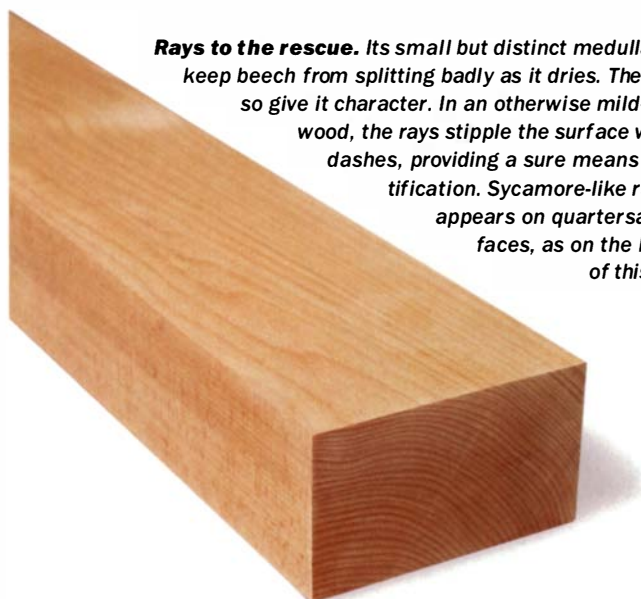 Rays to the rescue. Its small but distinct medull
keep beech from splitting badly as it dries. The
so give it character. In an otherwise mild
wood, the rays stipple the surface w
dashes, providing a sure means
tification. Sycamore-like r
appears on quartersa
faces, as on the l
of this